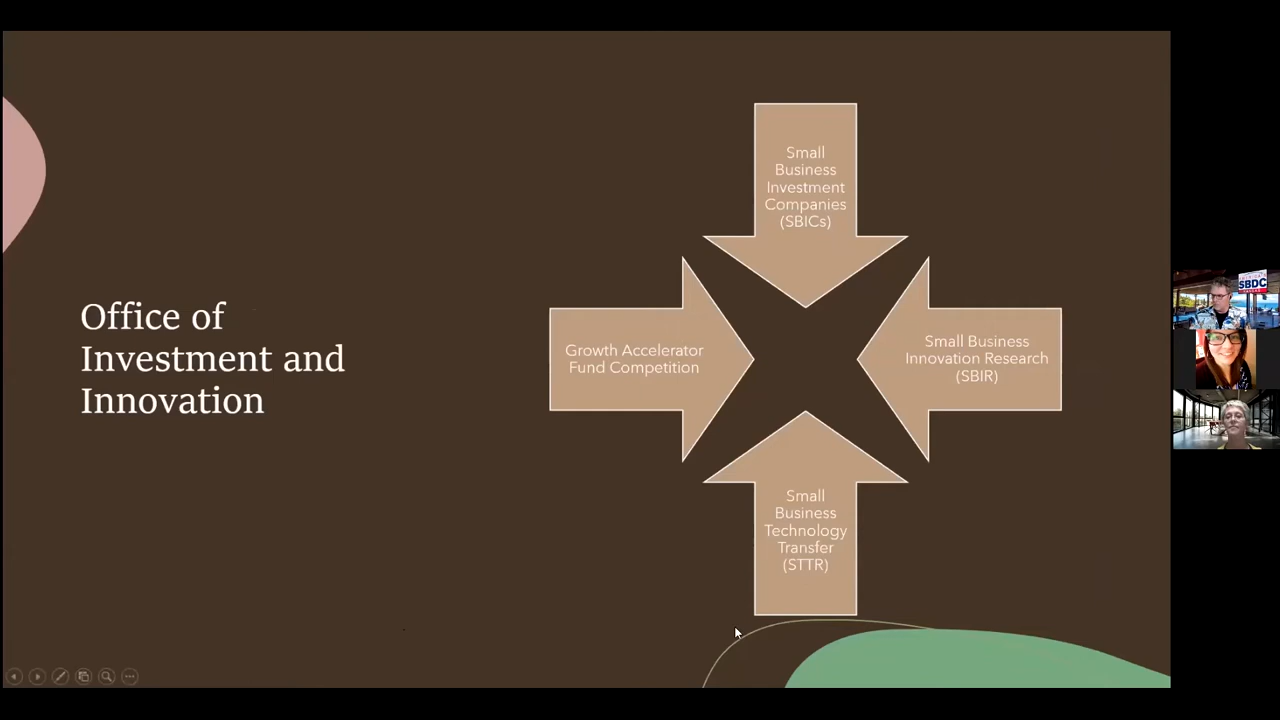 Office of
Investment and
Innovation
Small
Business
Investment
Companies
(SBICs)
Growth Accelerator
Fund Competition
Small Business
Innovation Research
(SBIR)
Small
Business
Technology
Transfer
(STTR)
SBDC